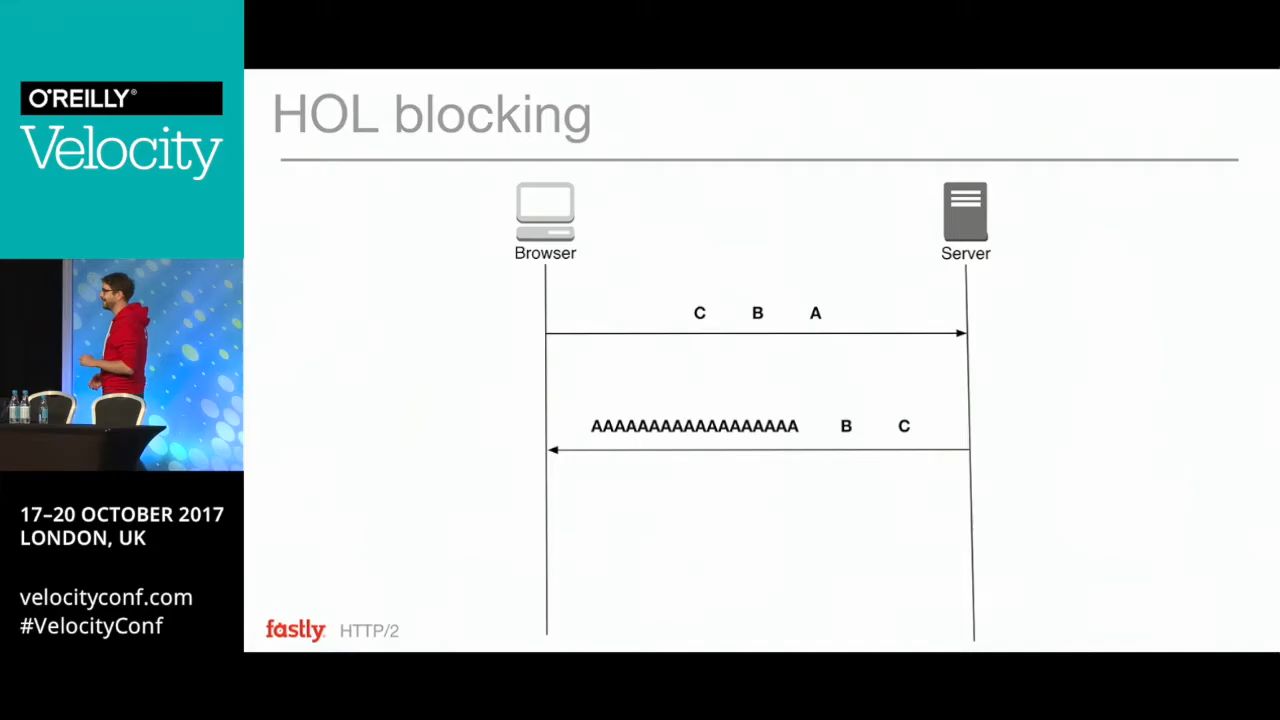 O'REILLY®
Velocity
17–20 OCTOBER 2017
LONDON, UK
velocityconf.com
#VelocityConf
HOL blocking
Browser
Server
C B A
AAAAAAAAAAAAAAAAAA B C
fastly HTTP/2